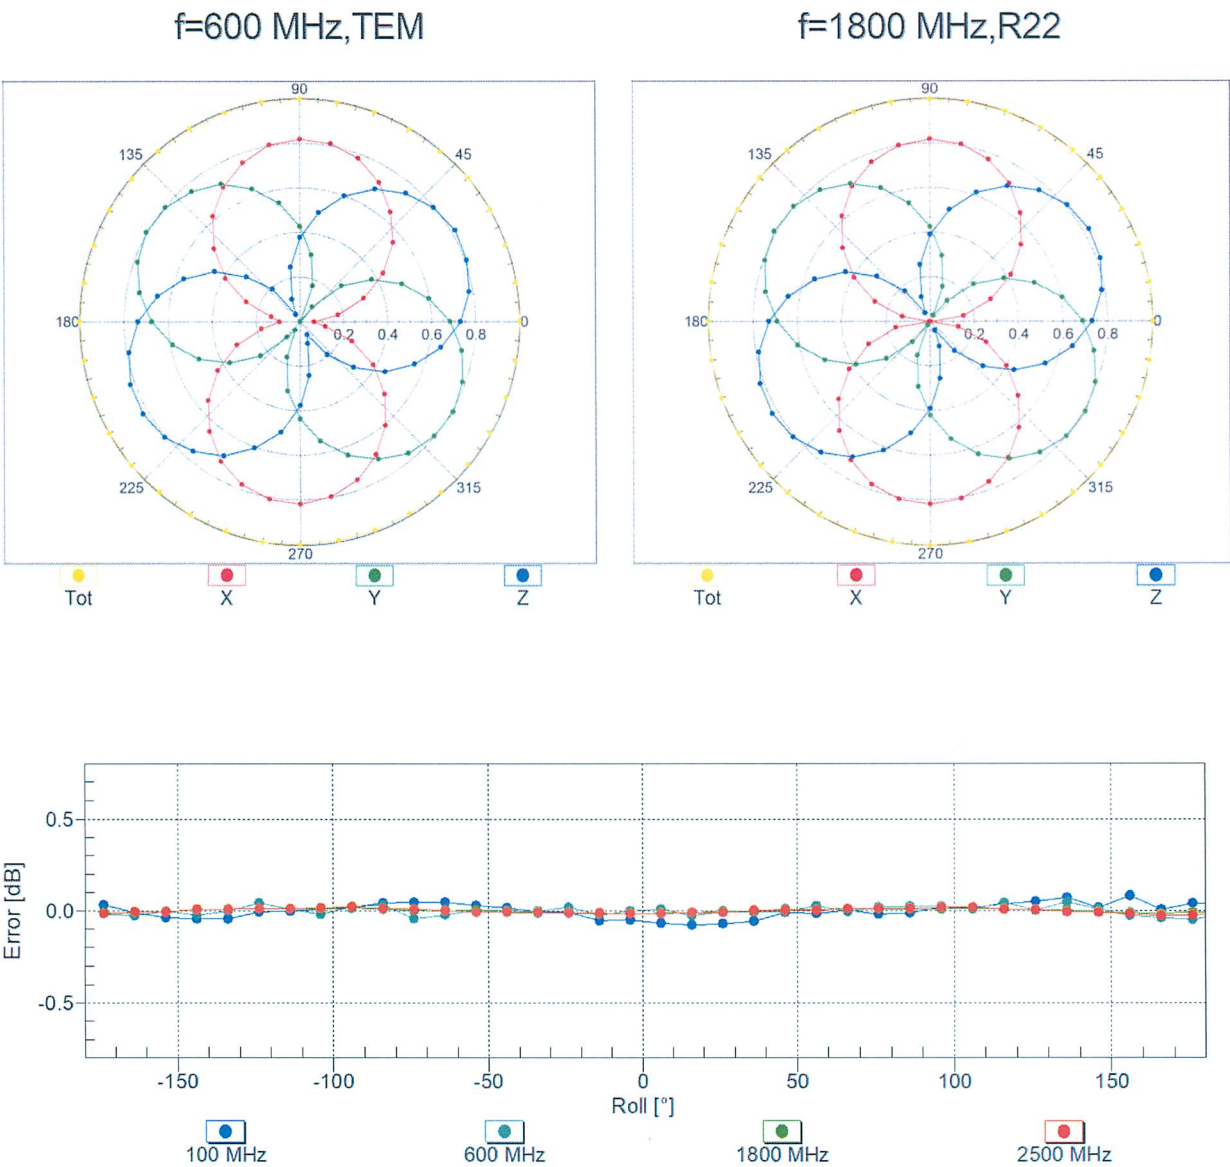 f=600 MHz,TEM
f=1800 MHz,R22
90
135
45
180
0.2
0.4
0.6
0.8
0
225
315
270
Tot
X
Y
Z
90
135
45
180
0.2
0.4
0.6
0.8
0
225
315
270
Tot
X
Y
Z
Error [dB]
0.5
0.0
-0.5
-150
-100
-50
0
50
100
150
Roll [°]
100 MHz
600 MHz
1800 MHz
2500 MHz